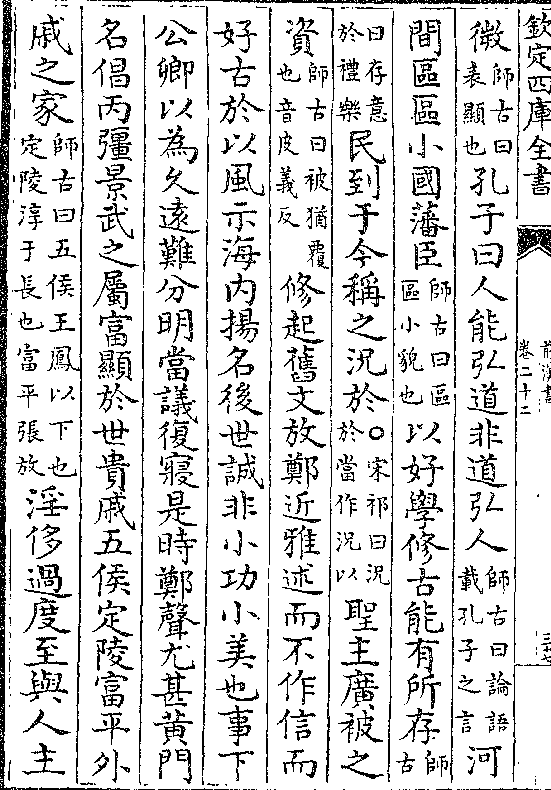 欽定四庫全書
前漢書
卷二十二
微師古曰表顯也孔子曰人能弘道非道弘人師古曰論語載孔子之言河
間區區小國藩臣師古曰區區小貌也以好學修古能有所存師古
曰存意於禮樂民到于今稱之況於○宋祁曰況於當作況以聖主廣被之
資師古曰被猶覆也音皮義反修起舊文放鄭近雅述而不作信而
好古於以風示海內揚名後世誠非小功小美也事下
公卿以為久遠難分明當議復寢是時鄭聲尤甚黃門
名倡丙彊景武之屬富顯於世貴戚五侯定陵富平外
戚之家師古曰五侯王鳳以下也定陵淳于長也富平張放淫侈過度至與人主